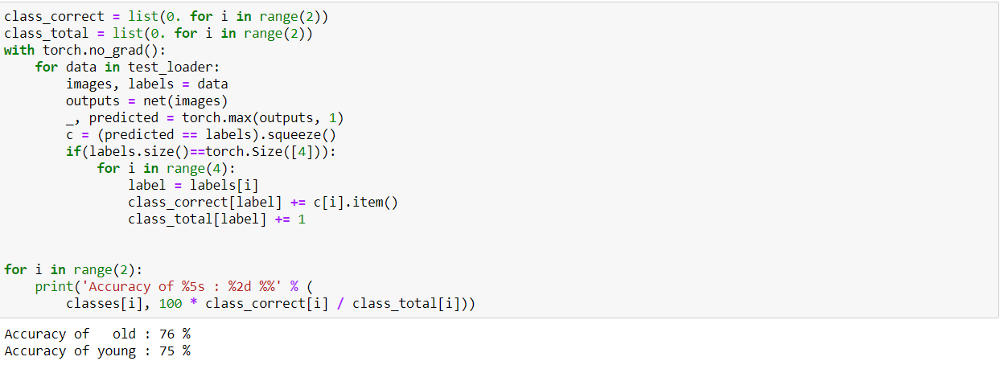 class_correct = list(0. for i in range(2))
class_total = list(0. for i in range(2))
with torch.no_grad():
    for data in test_loader:
        images, labels = data
        outputs = net(images)
        _, predicted = torch.max(outputs, 1)
        c = (predicted == labels).squeeze()
        if(labels.size()==torch.Size([4])):
            for i in range(4):
                label = labels[i]
                class_correct[label] += c[i].item()
                class_total[label] += 1
for i in range(2):
    print('Accuracy of %5s : %2d %%' % (
        classes[i], 100 * class_correct[i] / class_total[i]))
Accuracy of   old : 76 %
Accuracy of young : 75 %